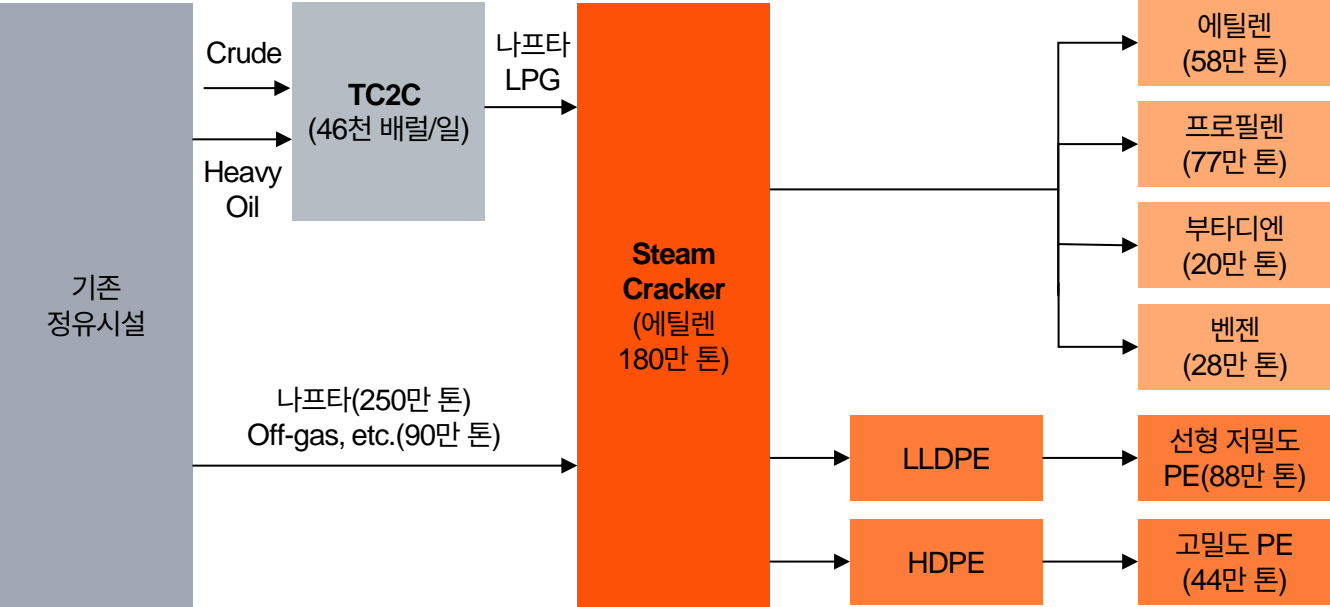 기존
정유시설
Crude
Heavy
Oil
TC2C
(46천 배럴/일)
나프타
LPG
나프타(250만 톤)
Off-gas, etc.(90만 톤)
Steam
Cracker
(에틸렌
180만 톤)
에틸렌
(58만 톤)
프로필렌
(77만 톤)
부타디엔
(20만 톤)
벤젠
(28만 톤)
LLDPE
선형 저밀도
PE(88만 톤)
HDPE
고밀도 PE
(44만 톤)